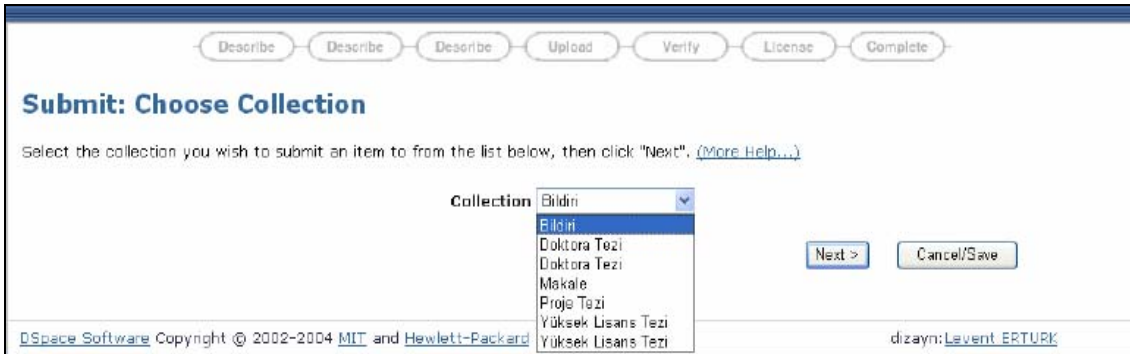 Describe Describe Describe Upload Verify License Complete
Submit: Choose Collection
Select the collection you wish to submit an item to from the list below, then click "Next". (More Help...)
Collection Bildiri
Bildiri
Doktora Tezi
Doktora Tezi
Makale
Proje Tezi
Yüksek Lisans Tezi
Yüksek Lisans Tezi
Next > Cancel/Save
DSpace Software Copyright © 2002-2004 MIT and Hewlett-Packard
dizayn:Levent ERTURK